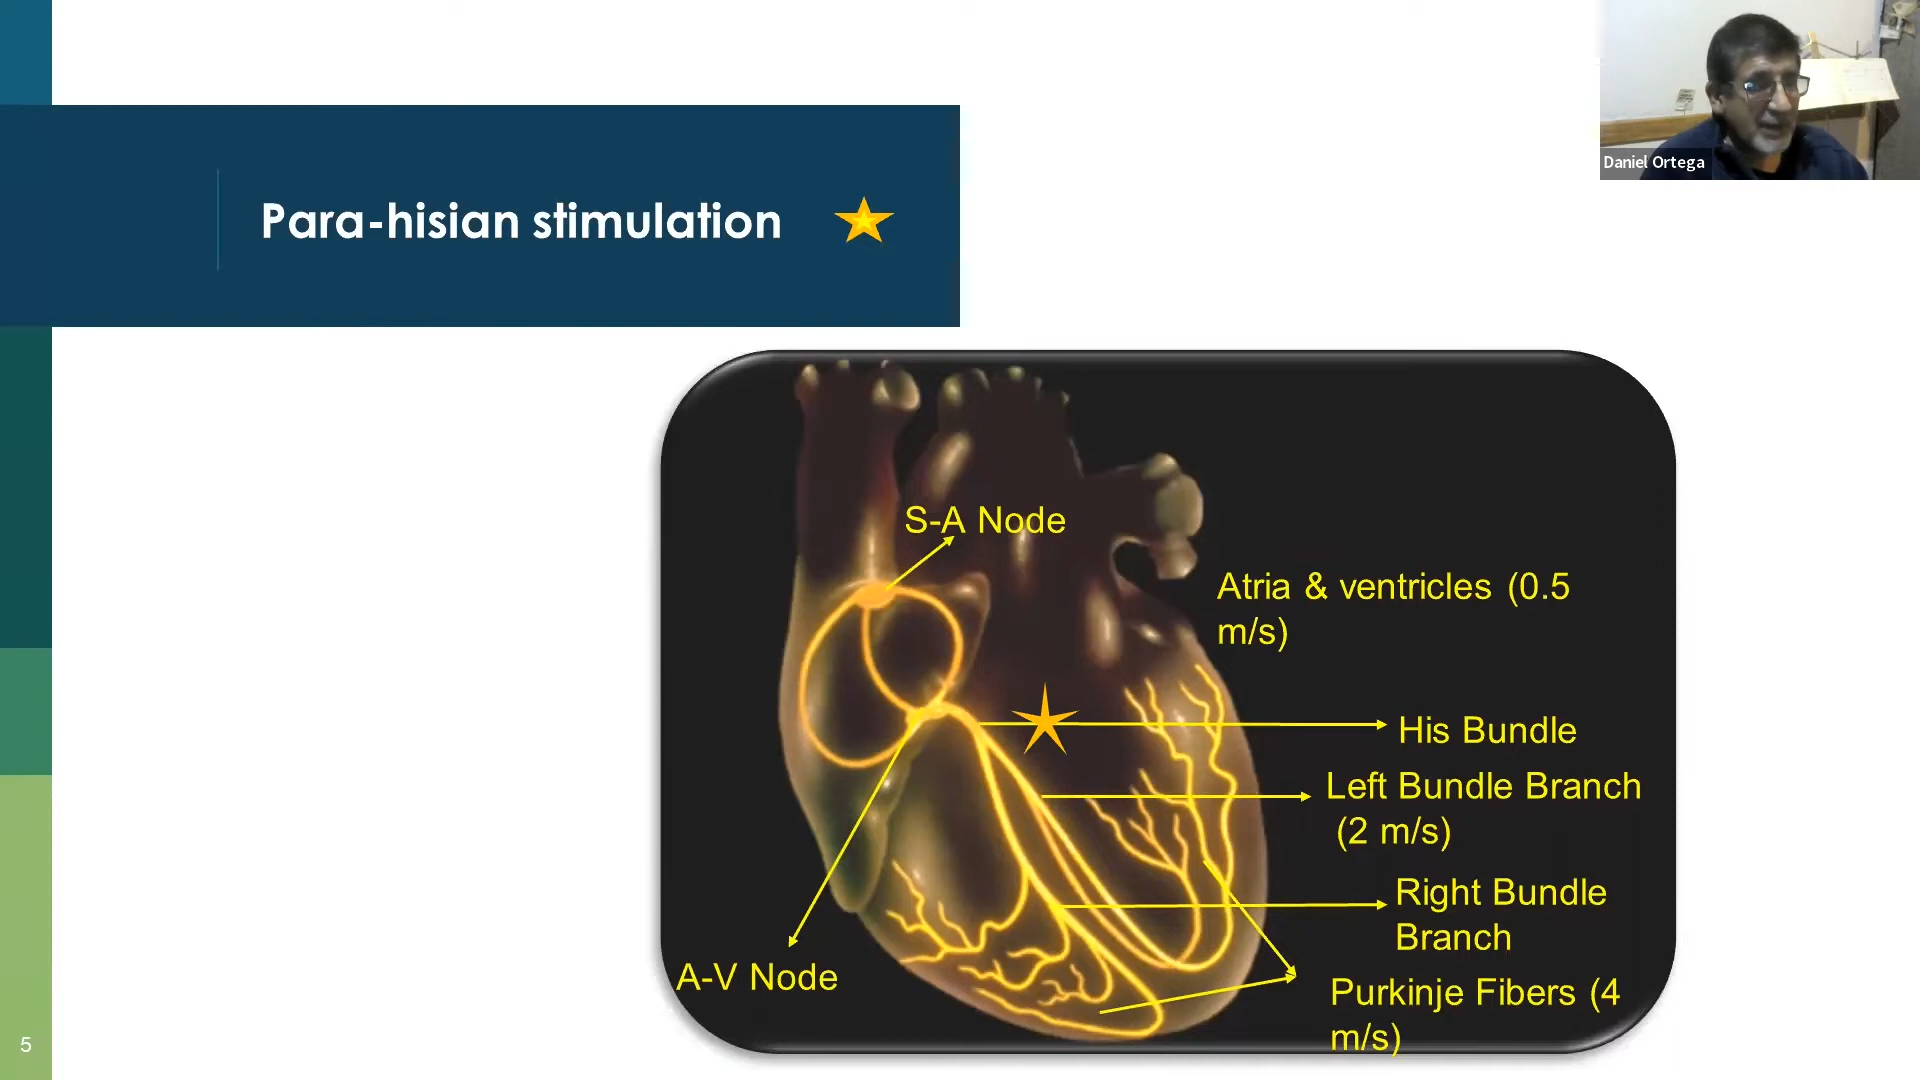 Daniel Ortega
Para-hisian stimulation
S-A Node
Atria & ventricles (0.5
m/s)
His Bundle
Left Bundle Branch
(2 m/s)
Right Bundle
Branch
A-V Node
Purkinje Fibers (4
m/s)
5